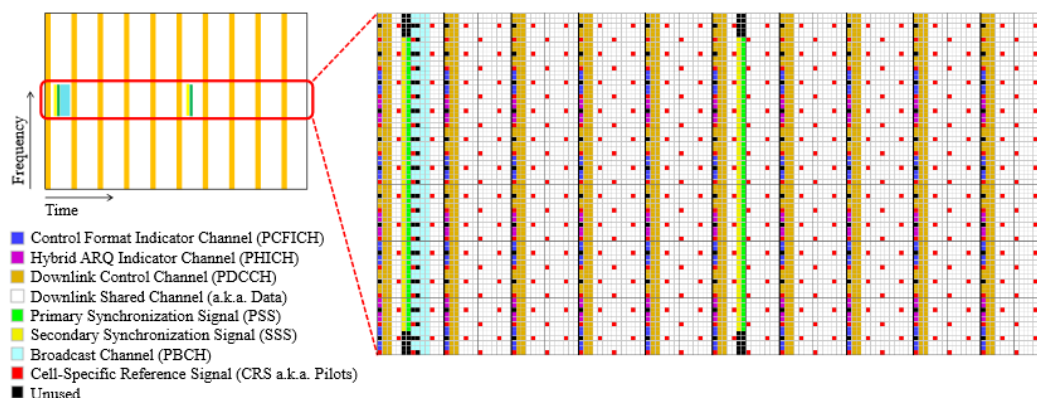 Frequency
Time
Control Format Indicator Channel (PCFICH)
Hybrid ARQ Indicator Channel (PHICH)
Downlink Control Channel (PDCCH)
Downlink Shared Channel (a.k.a. Data)
Primary Synchronization Signal (PSS)
Secondary Synchronization Signal (SSS)
Broadcast Channel (PBCH)
Cell-Specific Reference Signal (CRS a.k.a. Pilots)
Unused